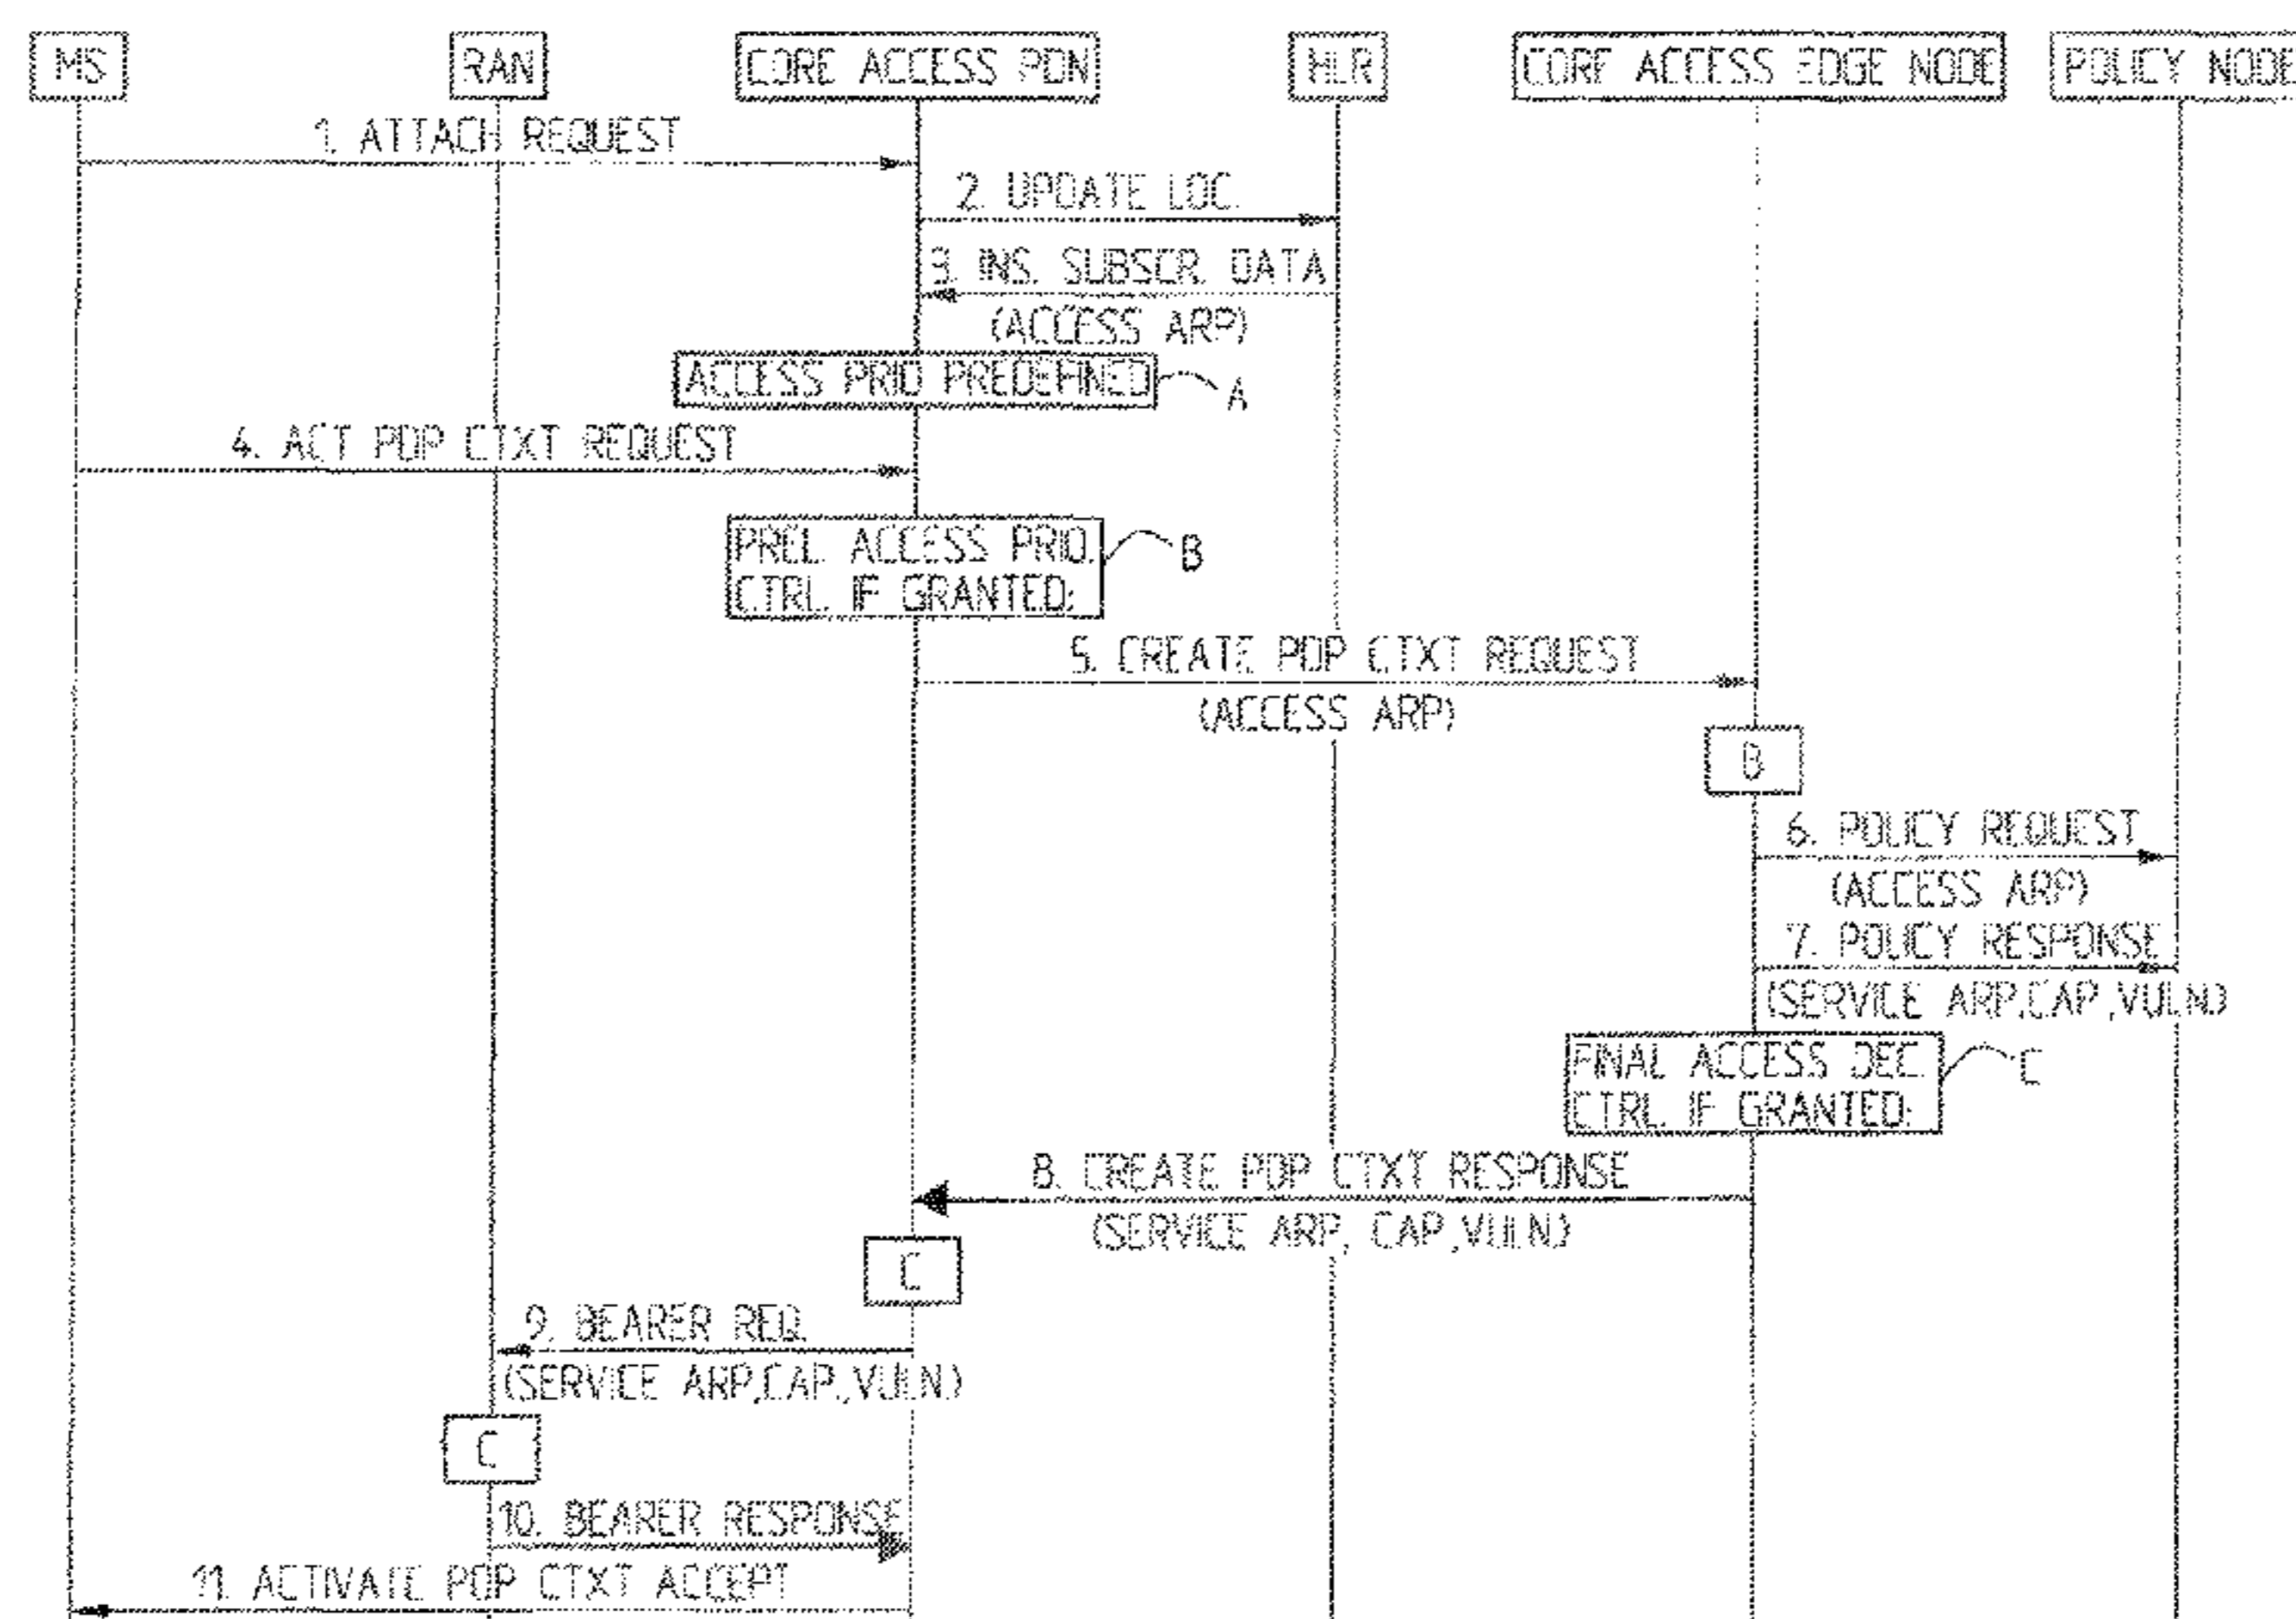 MS
RAN
CORE ACCESS PDN
HLR
CORE ACCESS EDGE NODE
POLICY NODE
1. ATTACH REQUEST
2. UPDATE LOC.
3. INS. SUBSCR. DATA
(ACCESS ARP)
ACCESS PRIO PREDEFINED
A
4. ACT PDP CTXT REQUEST
PREL. ACCESS PRIO.
CTRL. IF GRANTED:
B
5. CREATE PDP CTXT REQUEST
(ACCESS ARP)
B
6. POLICY REQUEST
(ACCESS ARP)
7. POLICY RESPONSE
(SERVICE ARP,CAP,VULN.)
FINAL ACCESS DEC.
CTRL. IF GRANTED:
C
8. CREATE PDP CTXT RESPONSE
(SERVICE ARP, CAP,VULN.)
C
9. BEARER REQ.
(SERVICE ARP,CAP,VULN.)
C
10. BEARER RESPONSE
11. ACTIVATE PDP CTXT ACCEPT